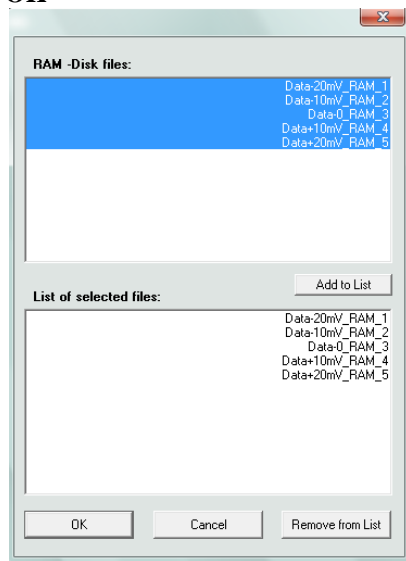 RAM -Disk files:
Data-20mV_RAM_1
Data-10mV_RAM_2
Data-0_RAM_3
Data+10mV_RAM_4
Data+20mV_RAM_5
Add to List
List of selected files:
Data-20mV_RAM_1
Data-10mV_RAM_2
Data-0_RAM_3
Data+10mV_RAM_4
Data+20mV_RAM_5
OK
Cancel
Remove from List